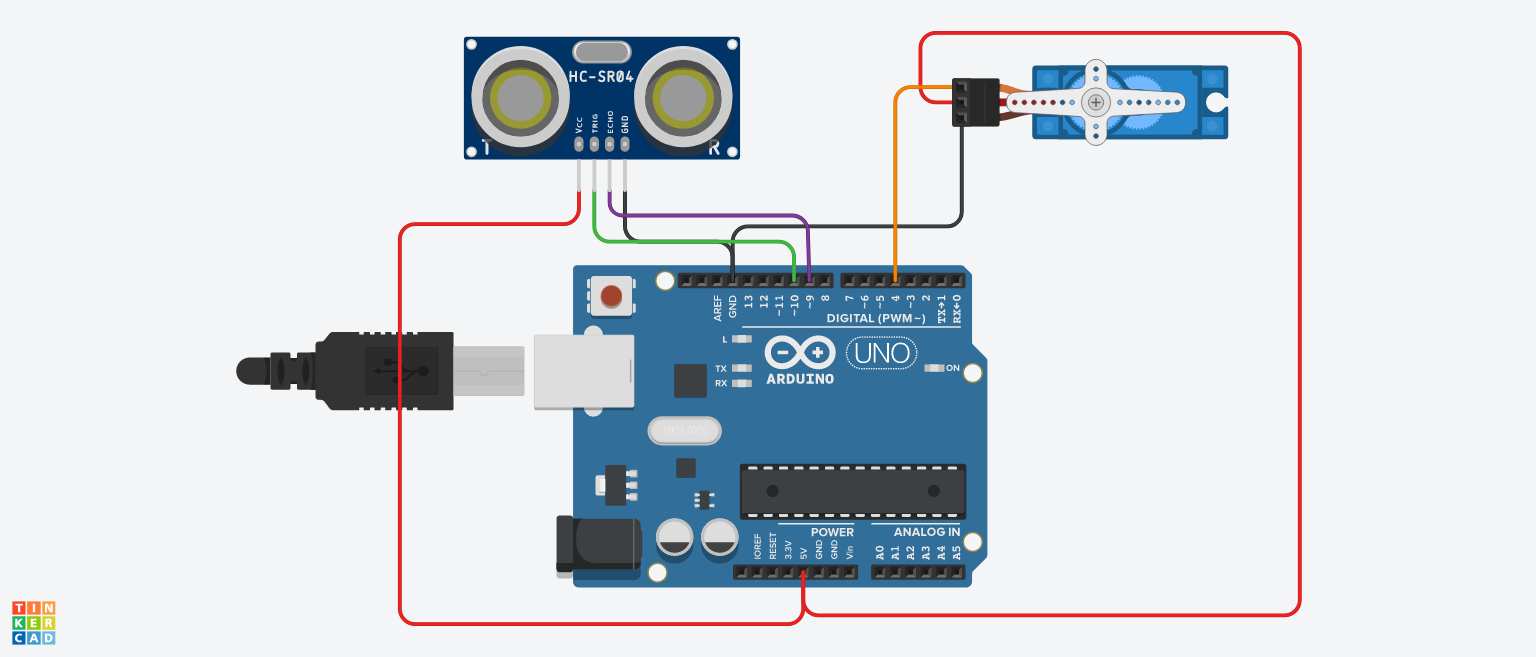 HC-SR04
VCC
TRIG
ECHO
GND
T
R
AREF
GND
13
12
~11
~10
~9
8
7
~6
~5
4
~3
2
TX→1
RX←0
DIGITAL (PWM~)
L
TX
RX
ARDUINO
UNO
ON
POWER
ANALOG IN
IOREF
RESET
3.3V
5V
GND
GND
Vin
A0
A1
A2
A3
A4
A5
TIN
KER
CAD